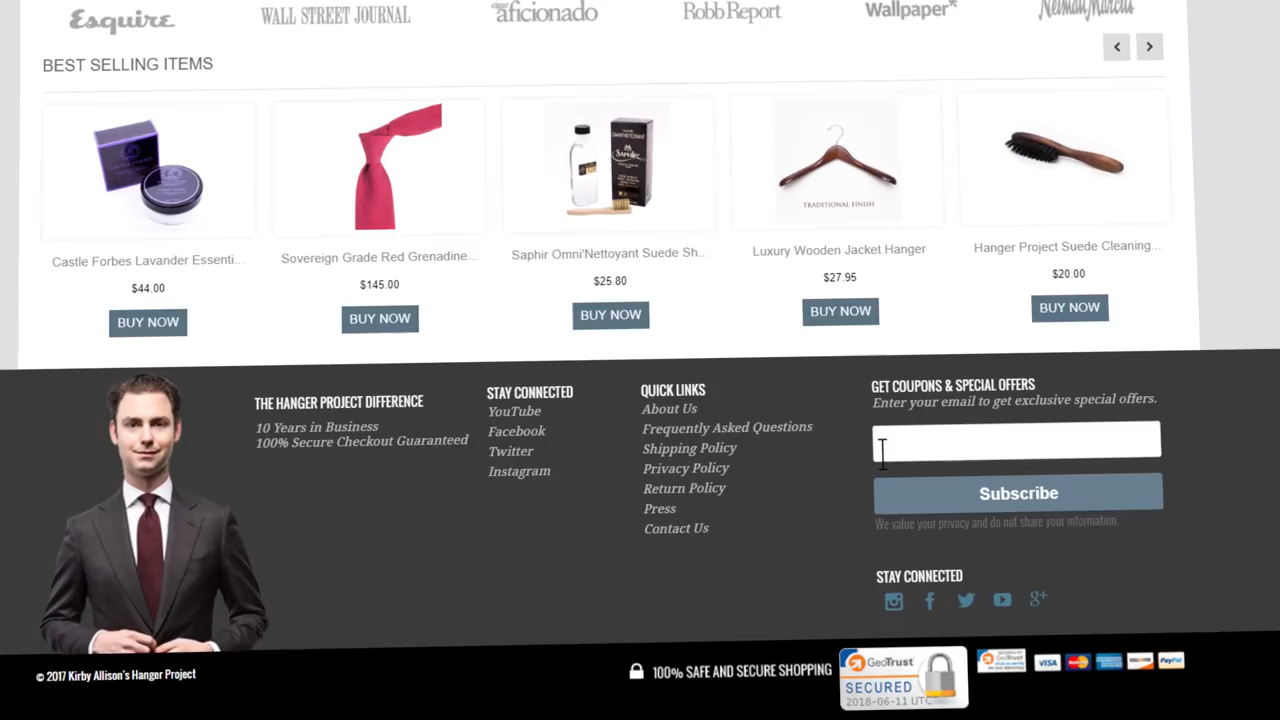 Esquire
WALL STREET JOURNAL
aficionado
Robb Report
Wallpaper*
Neiman Marcus
BEST SELLING ITEMS
Castle Forbes Lavander Essenti...
Sovereign Grade Red Grenadine...
Saphir Omni'Nettoyant Suede Sh...
Luxury Wooden Jacket Hanger
Hanger Project Suede Cleaning...
TRADITIONAL FINISH
$44.00
$145.00
$25.80
$27.95
$20.00
BUY NOW
BUY NOW
BUY NOW
BUY NOW
BUY NOW
THE HANGER PROJECT DIFFERENCE
10 Years in Business
100% Secure Checkout Guaranteed
STAY CONNECTED
YouTube
Facebook
Twitter
Instagram
QUICK LINKS
About Us
Frequently Asked Questions
Shipping Policy
Privacy Policy
Return Policy
Press
Contact Us
GET COUPONS & SPECIAL OFFERS
Enter your email to get exclusive special offers.
Subscribe
We value your privacy and do not share your information.
STAY CONNECTED
© 2017 Kirby Allison's Hanger Project
100% SAFE AND SECURE SHOPPING
GeoTrust
SECURED
2018-06-11 UTC
GeoTrust
VISA
DISCOVER
PayPal